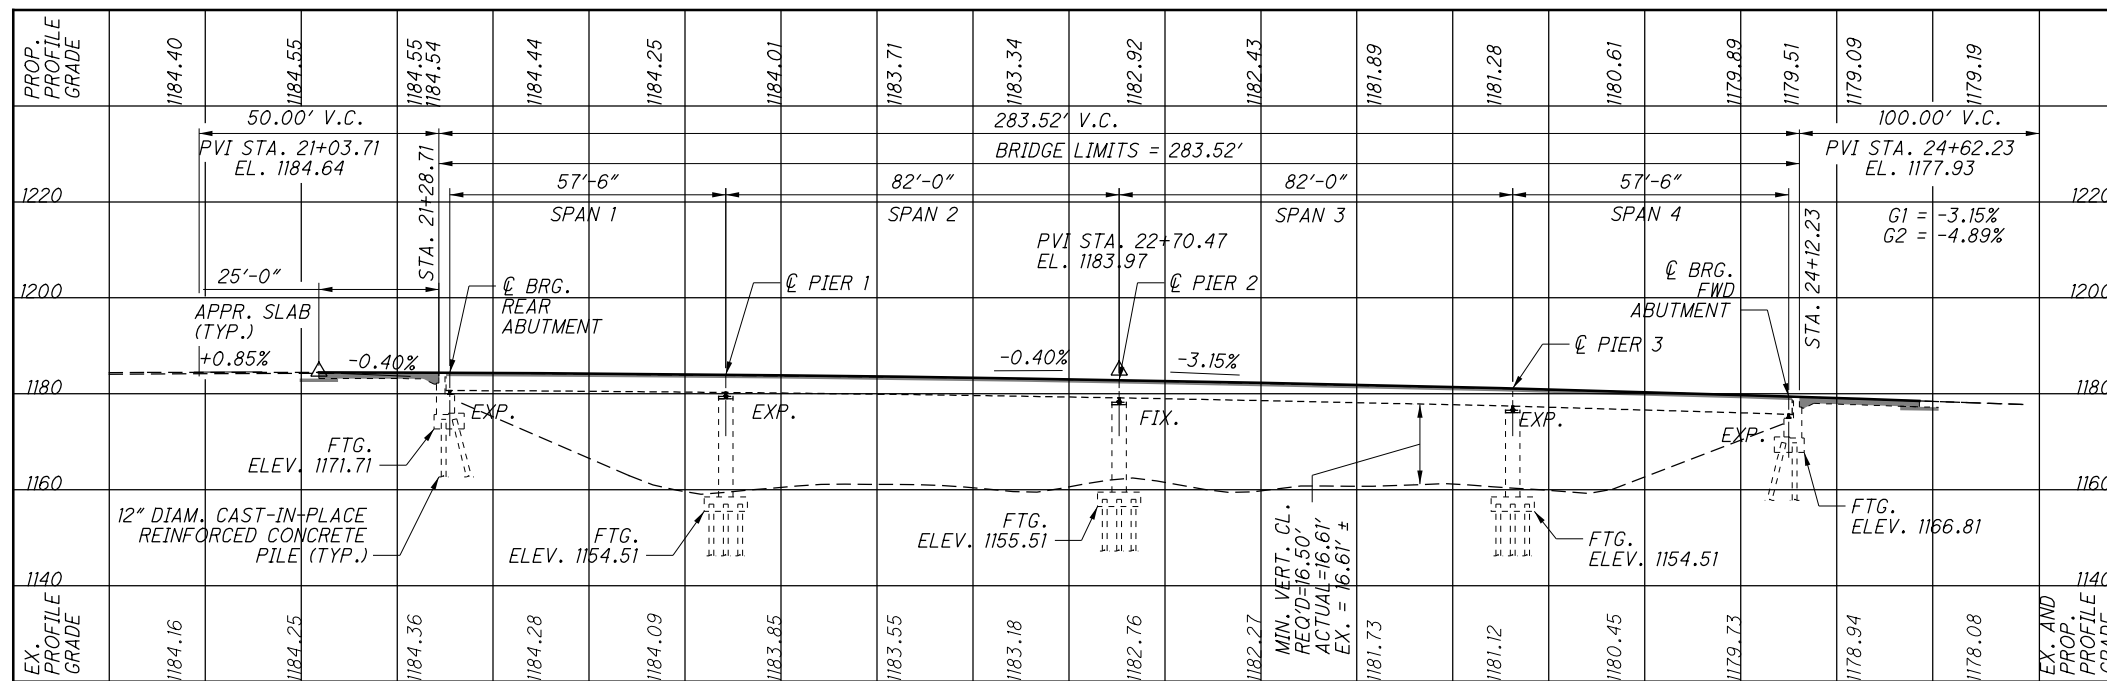 PROP.
PROFILE
GRADE
1184.40
1184.55
1184.55
1184.54
1184.44
1184.25
1184.01
1183.71
1183.34
1182.92
1182.43
1181.89
1181.28
1180.61
1179.89
1179.51
1179.09
1179.19
50.00' V.C.
283.52' V.C.
100.00' V.C.
PVI STA. 21+03.71
EL. 1184.64
BRIDGE LIMITS = 283.52'
PVI STA. 24+62.23
EL. 1177.93
STA. 21+28.71
57'-6"
82'-0"
82'-0"
57'-6"
1220
SPAN 1
SPAN 2
SPAN 3
SPAN 4
G1 = -3.15%
G2 = -4.89%
1220
PVI STA. 22+70.47
EL. 1183.97
STA. 24+12.23
25'-0"
1200
℄ BRG.
REAR
ABUTMENT
℄ PIER 1
℄ PIER 2
℄ BRG.
FWD
ABUTMENT
1200
APPR. SLAB
(TYP.)
℄ PIER 3
+0.85%
-0.40%
-0.40%
-3.15%
1180
1180
EXP.
EXP.
FIX.
EXP.
EXP.
FTG.
ELEV. 1171.71
1160
1160
12" DIAM. CAST-IN-PLACE
REINFORCED CONCRETE
PILE (TYP.)
FTG.
ELEV. 1154.51
FTG.
ELEV. 1155.51
MIN. VERT. CL.
REQ'D=16.50'
ACTUAL=16.61'
EX. = 16.61' ±
FTG.
ELEV. 1154.51
FTG.
ELEV. 1166.81
1140
1140
EX.
PROFILE
GRADE
1184.16
1184.25
1184.36
1184.28
1184.09
1183.85
1183.55
1183.18
1182.76
1182.27
1181.73
1181.12
1180.45
1179.73
1178.94
1178.08
EX. AND
PROP.
PROFILE
GRADE